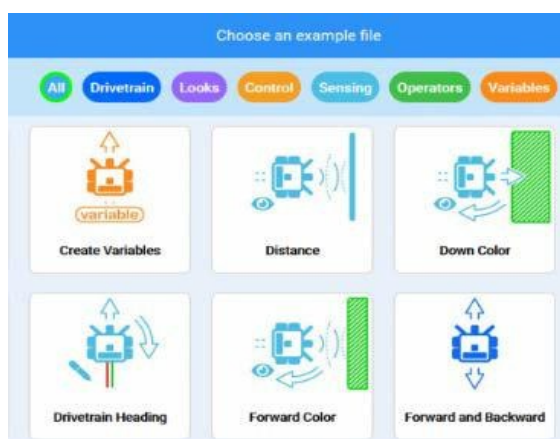 Choose an example file
All Drivetrain Looks Control Sensing Operators Variables
(variable)
Create Variables Distance Down Color
Drivetrain Heading Forward Color Forward and Backward